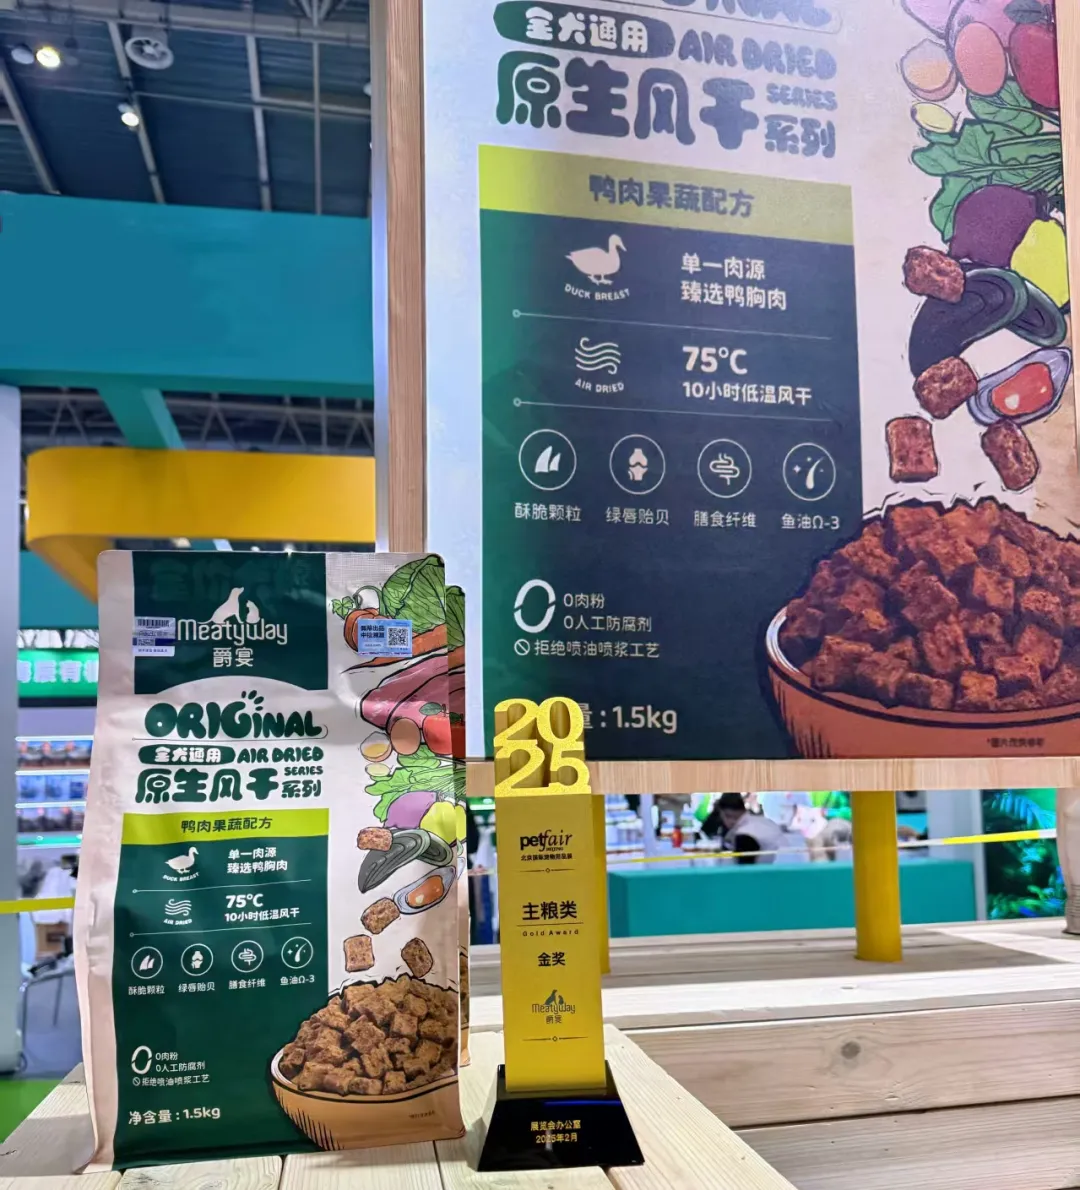 全犬通用
AIR DRIED
SERIES
原生风干
系列
鸭肉果蔬配方
DUCK BREAST
单一肉源
臻选鸭胸肉
AIR DRIED
75°C
10小时低温风干
酥脆颗粒
绿唇贻贝
膳食纤维
鱼油Ω-3
0肉粉
0人工防腐剂
拒绝喷油喷浆工艺
量：1.5kg
MeatyWay
爵宴
ORIGINAL
全犬通用
AIR DRIED
SERIES
原生风干
系列
鸭肉果蔬配方
DUCK BREAST
单一肉源
臻选鸭胸肉
AIR DRIED
75°C
10小时低温风干
酥脆颗粒
绿唇贻贝
膳食纤维
鱼油Ω-3
0肉粉
0人工防腐剂
拒绝喷油喷浆工艺
净含量：1.5kg
2025
petfair
北京国际宠物用品展
主粮类
Gold Award
金奖
MeatyWay
爵宴
展览会办公室
2025年2月